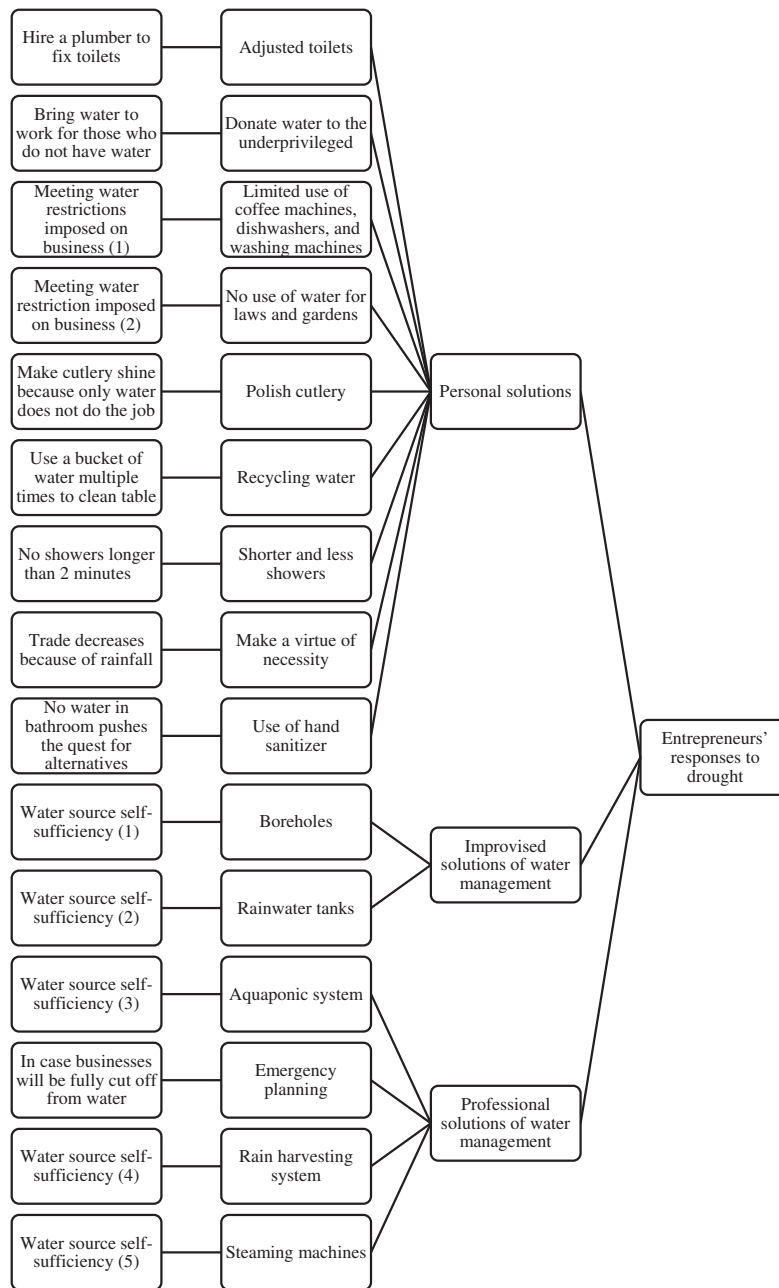 Hire a plumber to
fix toilets
Adjusted toilets
Bring water to
work for those who
do not have water
Donate water to the
underprivileged
Meeting water
restrictions
imposed on
business (1)
Limited use of
coffee machines,
dishwashers, and
washing machines
Meeting water
restriction imposed
on business (2)
No use of water for
laws and gardens
Make cutlery shine
because only water
does not do the job
Polish cutlery
Personal solutions
Use a bucket of
water multiple
times to clean table
Recycling water
No showers longer
than 2 minutes
Shorter and less
showers
Trade decreases
because of rainfall
Make a virtue of
necessity
No water in
bathroom pushes
the quest for
alternatives
Use of hand
sanitizer
Entrepreneurs’
responses to
drought
Water source self-
sufficiency (1)
Boreholes
Improvised
solutions of water
management
Water source self-
sufficiency (2)
Rainwater tanks
Water source self-
sufficiency (3)
Aquaponic system
In case businesses
will be fully cut off
from water
Emergency
planning
Professional
solutions of water
management
Water source self-
sufficiency (4)
Rain harvesting
system
Water source self-
sufficiency (5)
Steaming machines